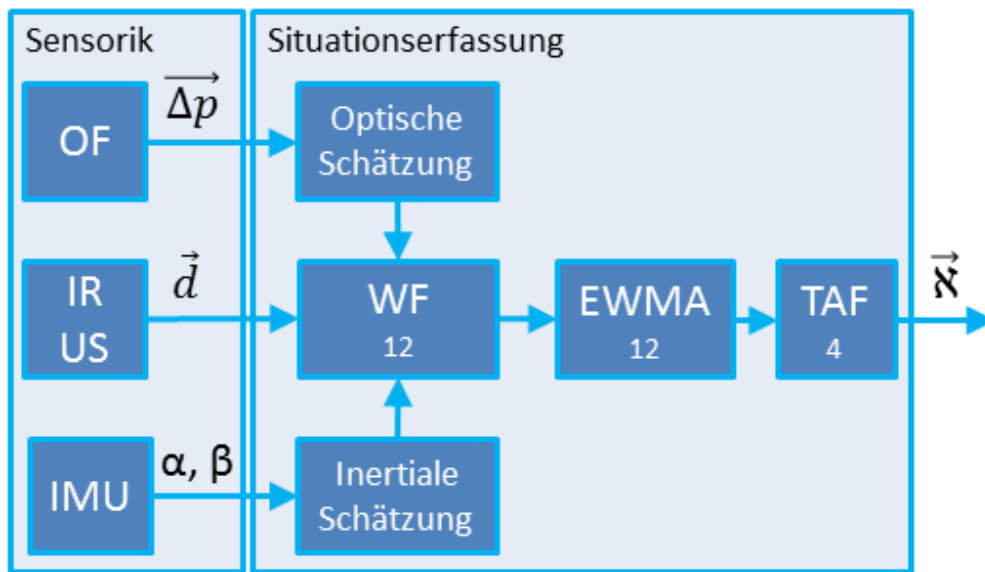 Sensorik
Situationserfassung
OF
Δp⃗
Optische
Schätzung
IR
US
d⃗
WF
12
EWMA
12
TAF
4
ℵ⃗
IMU
α, β
Inertiale
Schätzung